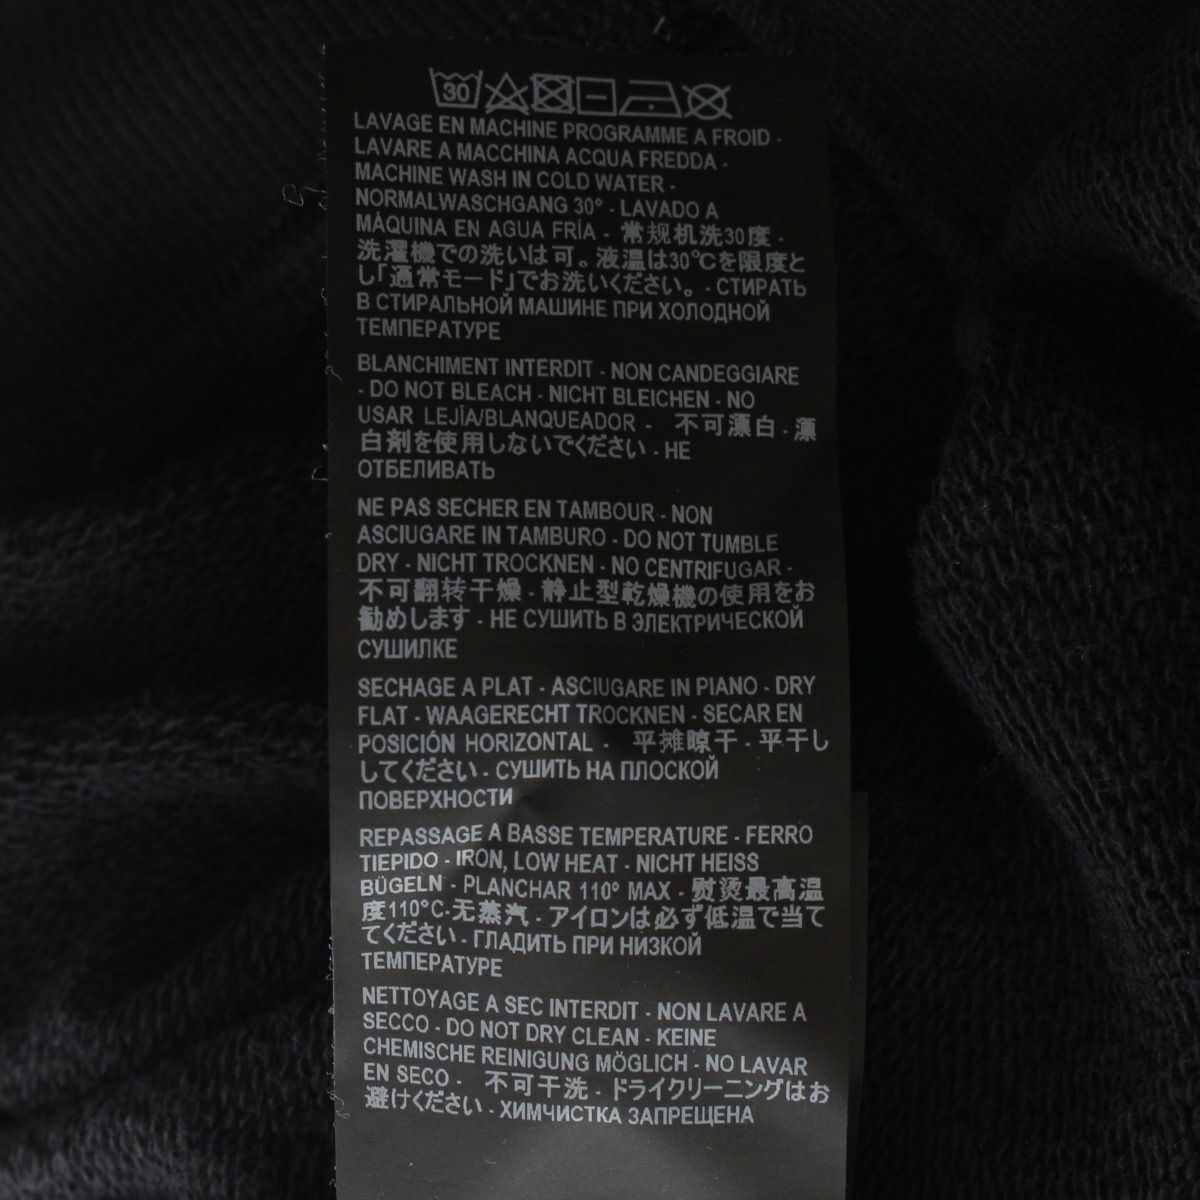 30
LAVAGE EN MACHINE PROGRAMME A FROID -
LAVARE A MACCHINA ACQUA FREDDA -
MACHINE WASH IN COLD WATER -
NORMALWASCHGANG 30° - LAVADO A
MÁQUINA EN AGUA FRÍA - 常规机洗30度 -
洗濯機での洗いは可。液温は30℃を限度と
し「通常モード」でお洗いください。 - СТИРАТЬ
В СТИРАЛЬНОЙ МАШИНЕ ПРИ ХОЛОДНОЙ
ТЕМПЕРАТУРЕ
BLANCHIMENT INTERDIT - NON CANDEGGIARE
- DO NOT BLEACH - NICHT BLEICHEN - NO
USAR LEJÍA/BLANQUEADOR - 不可漂白 - 漂
白剤を使用しないでください - НЕ
ОТБЕЛИВАТЬ
NE PAS SECHER EN TAMBOUR - NON
ASCIUGARE IN TAMBURO - DO NOT TUMBLE
DRY - NICHT TROCKNEN - NO CENTRIFUGAR -
不可翻转干燥 - 静止型乾燥機の使用をお
勧めします - НЕ СУШИТЬ В ЭЛЕКТРИЧЕСКОЙ
СУШИЛКЕ
SECHAGE A PLAT - ASCIUGARE IN PIANO - DRY
FLAT - WAAGERECHT TROCKNEN - SECAR EN
POSICIÓN HORIZONTAL - 平摊晾干 - 平干し
してください - СУШИТЬ НА ПЛОСКОЙ
ПОВЕРХНОСТИ
REPASSAGE A BASSE TEMPERATURE - FERRO
TIEPIDO - IRON, LOW HEAT - NICHT HEISS
BÜGELN - PLANCHAR 110° MAX - 熨烫最高温
度110°C-无蒸汽 - アイロンは必ず低温で当て
てください - ГЛАДИТЬ ПРИ НИЗКОЙ
ТЕМПЕРАТУРЕ
NETTOYAGE A SEC INTERDIT - NON LAVARE A
SECCO - DO NOT DRY CLEAN - KEINE
CHEMISCHE REINIGUNG MÖGLICH - NO LAVAR
EN SECO - 不可干洗 - ドライクリーニングはお
避けください - ХИМЧИСТКА ЗАПРЕЩЕНА